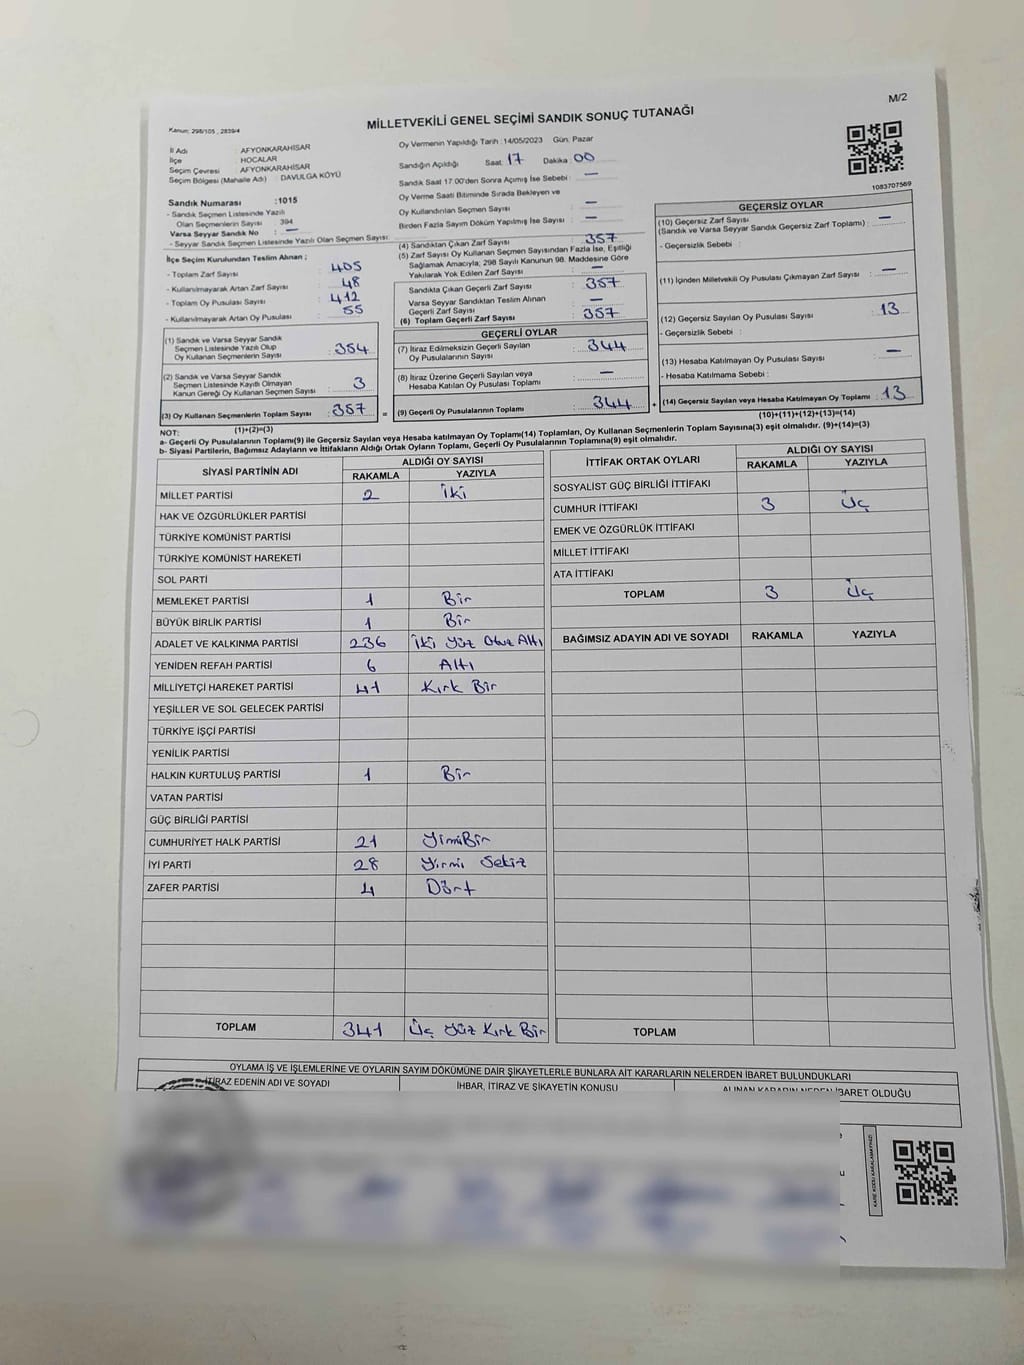 M/2
MİLLETVEKİLİ GENEL SEÇİMİ SANDIK SONUÇ TUTANAĞI
Kanun: 298/105 , 2839/4
İl Adı : AFYONKARAHİSAR
İlçe : HOCALAR
Seçim Çevresi : AFYONKARAHİSAR
Seçim Bölgesi (Mahalle Adı) : DAVULGA KÖYÜ
Sandık Numarası :1015
- Sandık Seçmen Listesinde Yazılı
Olan Seçmenlerin Sayısı 394
Varsa Seyyar Sandık No : —
- Seyyar Sandık Seçmen Listesinde Yazılı Olan Seçmen Sayısı:
İlçe Seçim Kurulundan Teslim Alınan ;
- Toplam Zarf Sayısı : 405
- Kullanılmayarak Artan Zarf Sayısı : 48
- Toplam Oy Pusulası Sayısı : 412
- Kullanılmayarak Artan Oy Pusulası : 55
(1) Sandık ve Varsa Seyyar Sandık
Seçmen Listesinde Yazılı Olup
Oy Kullanan Seçmenlerin Sayısı : 354
(2) Sandık ve Varsa Seyyar Sandık
Seçmen Listesinde Kayıtlı Olmayan
Kanun Gereği Oy Kullanan Seçmen Sayısı : 3
(3) Oy Kullanan Seçmenlerin Toplam Sayısı : 357
(1)+(2)=(3)
Oy Vermenin Yapıldığı Tarih :14/05/2023 Gün: Pazar
Sandığın Açıldığı Saat: 17 Dakika: 00
Sandık Saat 17.00'den Sonra Açılmış İse Sebebi : —
Oy Verme Saati Bitiminde Sırada Bekleyen ve
Oy Kullandırılan Seçmen Sayısı : —
Birden Fazla Sayım Döküm Yapılmış İse Sayısı : —
(4) Sandıktan Çıkan Zarf Sayısı : 357
(5) Zarf Sayısı Oy Kullanan Seçmen Sayısından Fazla İse, Eşitliği
Sağlamak Amacıyla; 298 Sayılı Kanunun 98. Maddesine Göre
Yakılarak Yok Edilen Zarf Sayısı : —
Sandıkta Çıkan Geçerli Zarf Sayısı : 357
Varsa Seyyar Sandıktan Teslim Alınan
Geçerli Zarf Sayısı : —
(6) Toplam Geçerli Zarf Sayısı : 357
GEÇERLİ OYLAR
(7) İtiraz Edilmeksizin Geçerli Sayılan
Oy Pusulalarının Sayısı : 344
(8) İtiraz Üzerine Geçerli Sayılan veya
Hesaba Katılan Oy Pusulası Toplamı : —
= (9) Geçerli Oy Pusulalarının Toplamı : 344 +
1083707569
GEÇERSİZ OYLAR
(10) Geçersiz Zarf Sayısı : —
(Sandık ve Varsa Seyyar Sandık Geçersiz Zarf Toplamı)
- Geçersizlik Sebebi :
(11) İçinden Milletvekili Oy Pusulası Çıkmayan Zarf Sayısı : —
(12) Geçersiz Sayılan Oy Pusulası Sayısı : 13
- Geçersizlik Sebebi :
(13) Hesaba Katılmayan Oy Pusulası Sayısı : —
- Hesaba Katılmama Sebebi :
(14) Geçersiz Sayılan veya Hesaba Katılmayan Oy Toplamı : 13
(10)+(11)+(12)+(13)=(14)
NOT:
a- Geçerli Oy Pusulalarının Toplamı(9) ile Geçersiz Sayılan veya Hesaba katılmayan Oy Toplamı(14) Toplamları, Oy Kullanan Seçmenlerin Toplam Sayısına(3) eşit olmalıdır. (9)+(14)=(3)
b- Siyasi Partilerin, Bağımsız Adayların ve İttifakların Aldığı Oyların Toplamı, Geçerli Oy Pusulalarının Toplamına(9) eşit olmalıdır.
SİYASİ PARTİNİN ADI ALDIĞI OY SAYISI
RAKAMLA YAZIYLA
MİLLET PARTİSİ 2 İki
HAK VE ÖZGÜRLÜKLER PARTİSİ
TÜRKİYE KOMÜNİST PARTİSİ
TÜRKİYE KOMÜNİST HAREKETİ
SOL PARTİ
MEMLEKET PARTİSİ 1 Bir
BÜYÜK BİRLİK PARTİSİ 1 Bir
ADALET VE KALKINMA PARTİSİ 236 İki Yüz Otuz Altı
YENİDEN REFAH PARTİSİ 6 Altı
MİLLİYETÇİ HAREKET PARTİSİ 41 Kırk Bir
YEŞİLLER VE SOL GELECEK PARTİSİ
TÜRKİYE İŞÇİ PARTİSİ
YENİLİK PARTİSİ
HALKIN KURTULUŞ PARTİSİ 1 Bir
VATAN PARTİSİ
GÜÇ BİRLİĞİ PARTİSİ
CUMHURİYET HALK PARTİSİ 21 YimiBir
İYİ PARTİ 28 Yirmi Sekiz
ZAFER PARTİSİ 4 Dört
TOPLAM 341 Üç Yüz Kırk Bir
İTTİFAK ORTAK OYLARI ALDIĞI OY SAYISI
RAKAMLA YAZIYLA
SOSYALİST GÜÇ BİRLİĞİ İTTİFAKI
CUMHUR İTTİFAKI 3 Üç
EMEK VE ÖZGÜRLÜK İTTİFAKI
MİLLET İTTİFAKI
ATA İTTİFAKI
TOPLAM 3 Üç
BAĞIMSIZ ADAYIN ADI VE SOYADI RAKAMLA YAZIYLA
TOPLAM
OYLAMA İŞ VE İŞLEMLERİNE VE OYLARIN SAYIM DÖKÜMÜNE DAİR ŞİKAYETLERLE BUNLARA AİT KARARLARIN NELERDEN İBARET BULUNDUKLARI
İTİRAZ EDENİN ADI VE SOYADI İHBAR, İTİRAZ VE ŞİKAYETİN KONUSU ALINAN KARARIN NEDEN İBARET OLDUĞU
KARE KODU KARALAMAYINIZ!